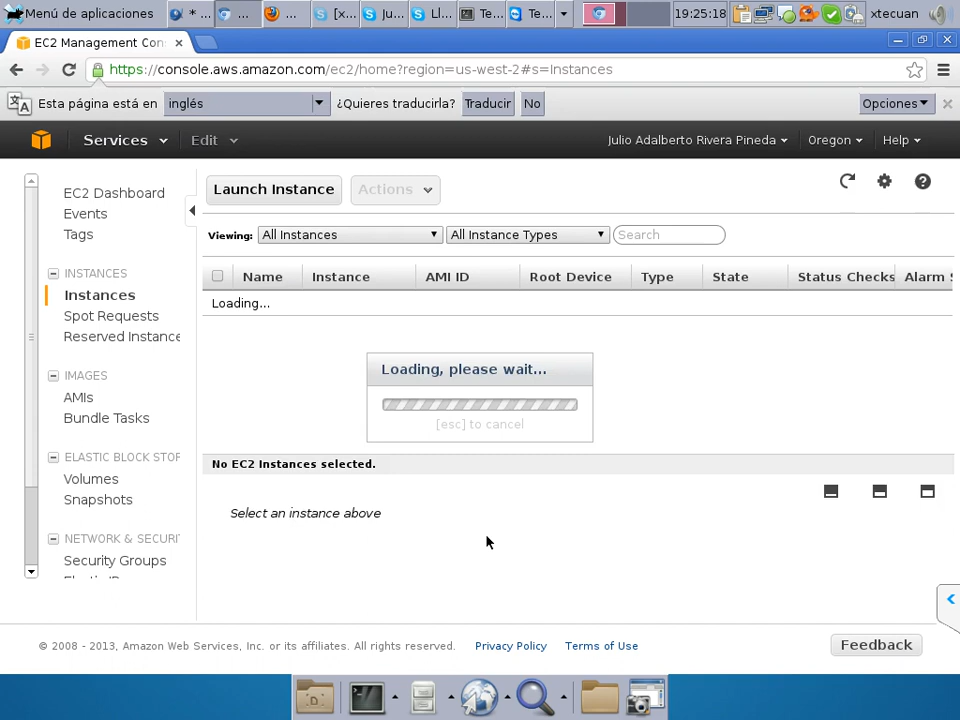 Menú de aplicaciones
* ...
...
...
[x...
Ju...
Ll...
Te...
Te...
19:25:18
xtecuan
EC2 Management Con
https://console.aws.amazon.com/ec2/home?region=us-west-2#s=Instances
Esta página está en
inglés
¿Quieres traducirla?
Traducir
No
Opciones
Services
Edit
Julio Adalberto Rivera Pineda
Oregon
Help
EC2 Dashboard
Events
Tags
INSTANCES
Instances
Spot Requests
Reserved Instance
IMAGES
AMIs
Bundle Tasks
ELASTIC BLOCK STOR
Volumes
Snapshots
NETWORK & SECURI
Security Groups
Launch Instance
Actions
Viewing:
All Instances
All Instance Types
Search
Name
Instance
AMI ID
Root Device
Type
State
Status Checks
Alarm S
Loading...
Loading, please wait...
[esc] to cancel
No EC2 Instances selected.
Select an instance above
© 2008 - 2013, Amazon Web Services, Inc. or its affiliates. All rights reserved.
Privacy Policy
Terms of Use
Feedback